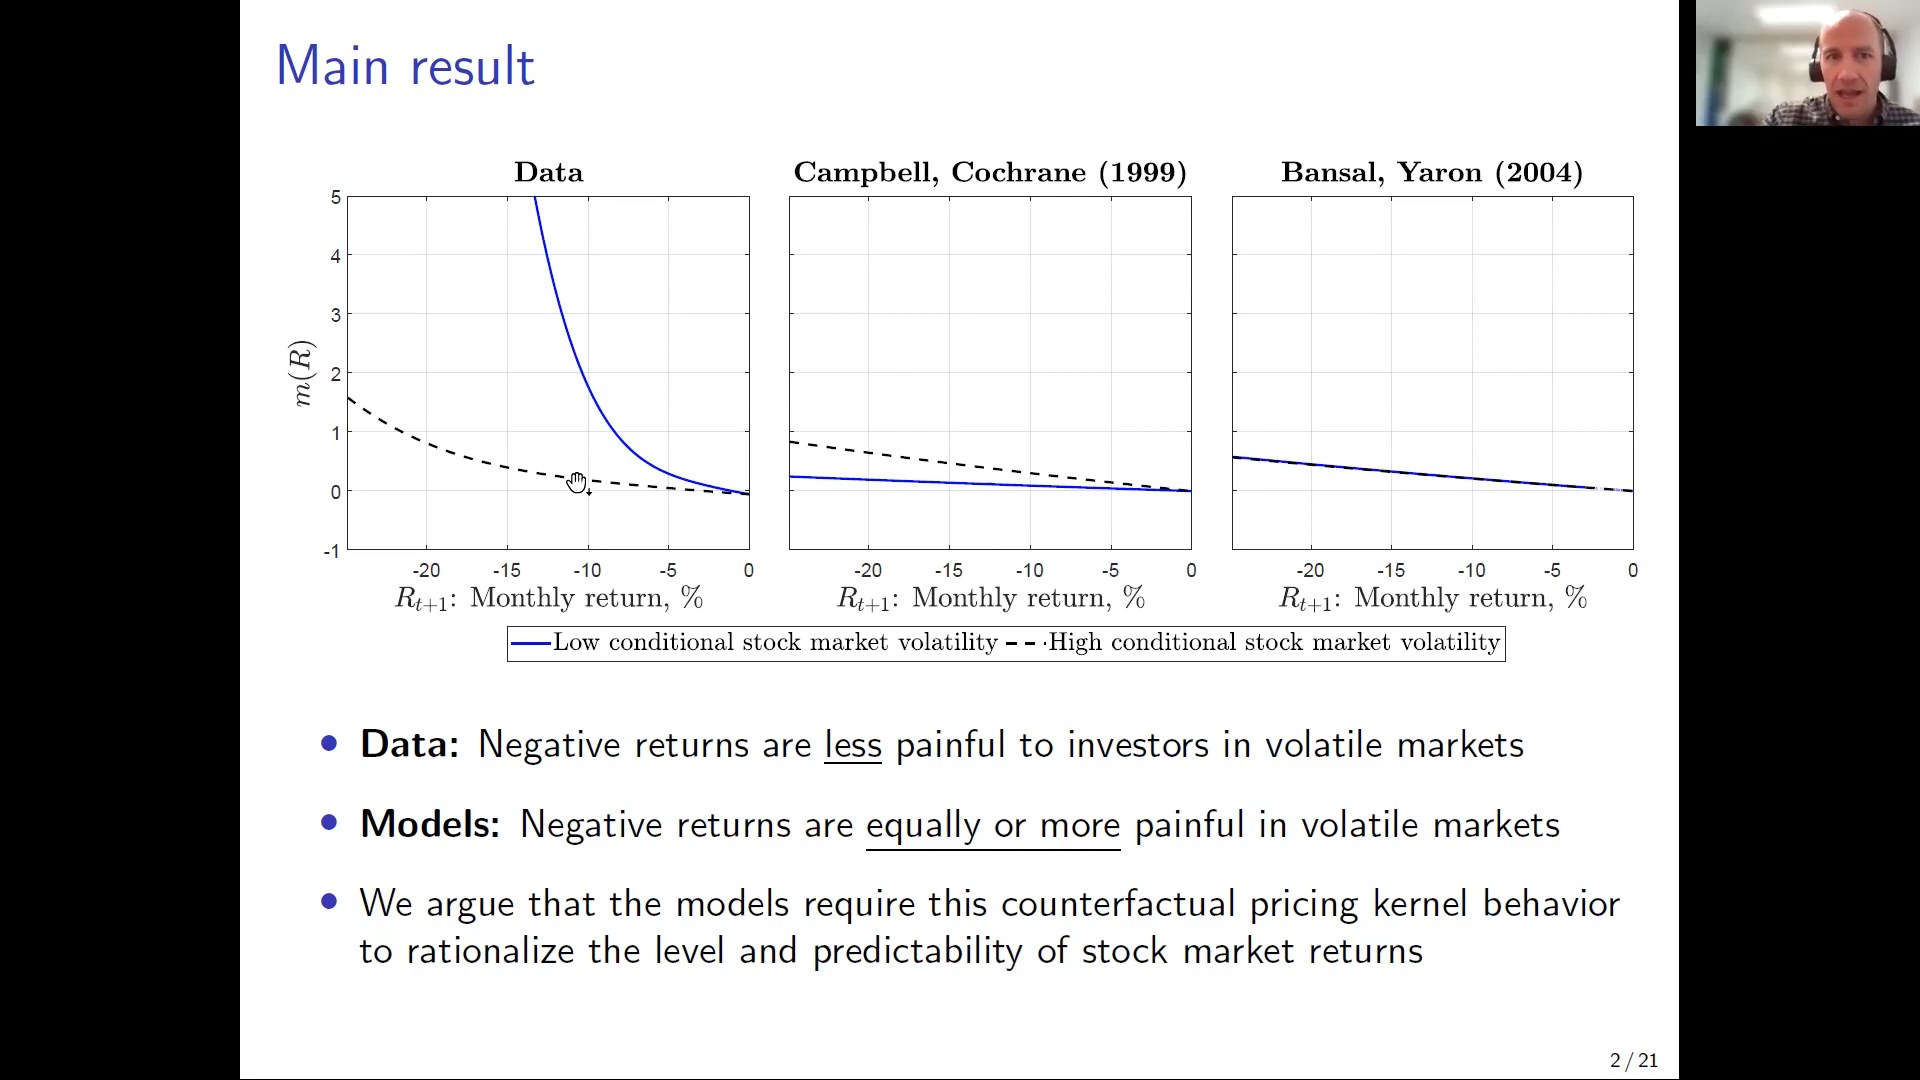 Main result
Data
Campbell, Cochrane (1999)
Bansal, Yaron (2004)
m(R)
5
4
3
2
1
0
-1
-20 -15 -10 -5 0
-20 -15 -10 -5 0
-20 -15 -10 -5 0
R_{t+1}: Monthly return, %
R_{t+1}: Monthly return, %
R_{t+1}: Monthly return, %
Low conditional stock market volatility
High conditional stock market volatility
• Data: Negative returns are less painful to investors in volatile markets
• Models: Negative returns are equally or more painful in volatile markets
• We argue that the models require this counterfactual pricing kernel behavior
to rationalize the level and predictability of stock market returns
2 / 21